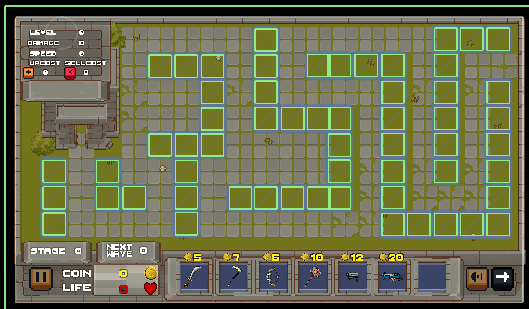 LEVEL 0
DAMAGE 0
SPEED 0
UPCOST SELLCOST
0 0
STAGE 0
NEXT WAVE 0
5 7 6 10 12 20
COIN 0
LIFE 0